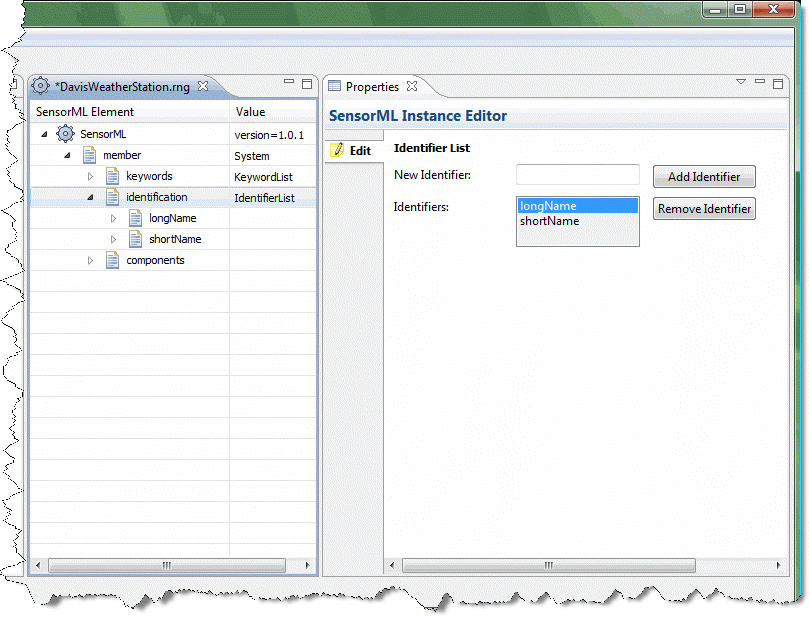 *DavisWeatherStation.rng
SensorML Element Value
SensorML version=1.0.1
member System
keywords KeywordList
identification IdentifierList
longName
shortName
components
Properties
SensorML Instance Editor
Edit
Identifier List
New Identifier: Add Identifier
Identifiers: longName Remove Identifier
shortName